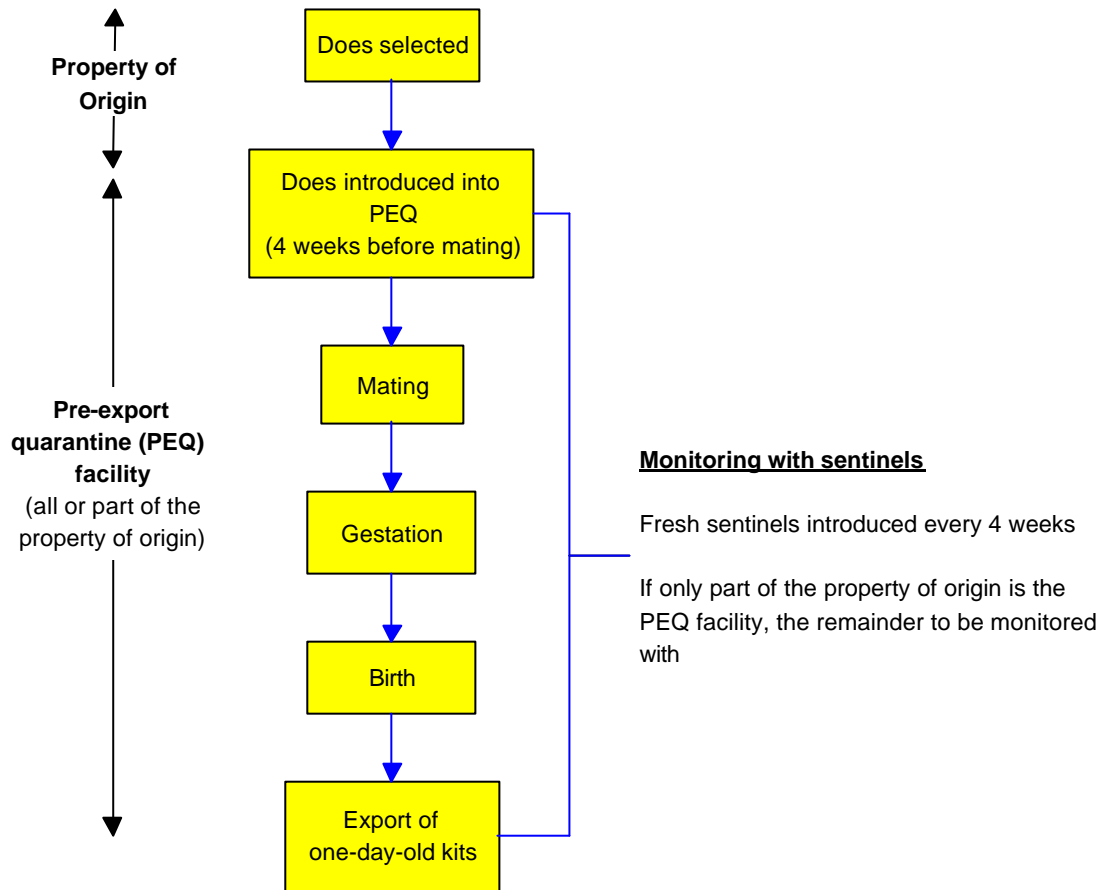 Property of
Origin
Does selected
Does introduced into
PEQ
(4 weeks before mating)
Mating
Gestation
Birth
Export of
one-day-old kits
Pre-export
quarantine (PEQ)
facility
(all or part of the
property of origin)
Monitoring with sentinels
Fresh sentinels introduced every 4 weeks
If only part of the property of origin is the
PEQ facility, the remainder to be monitored
with